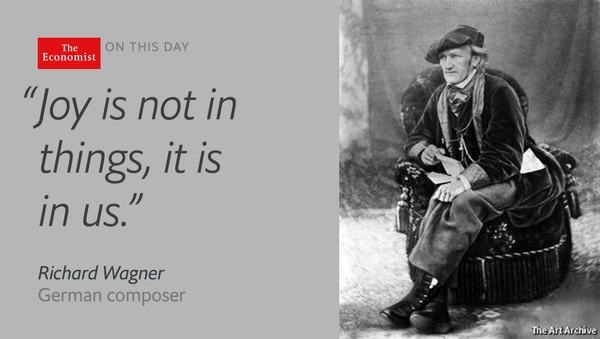 The
Economist
ON THIS DAY
“Joy is not in
things, it is
in us.”
Richard Wagner
German composer
The Art Archive